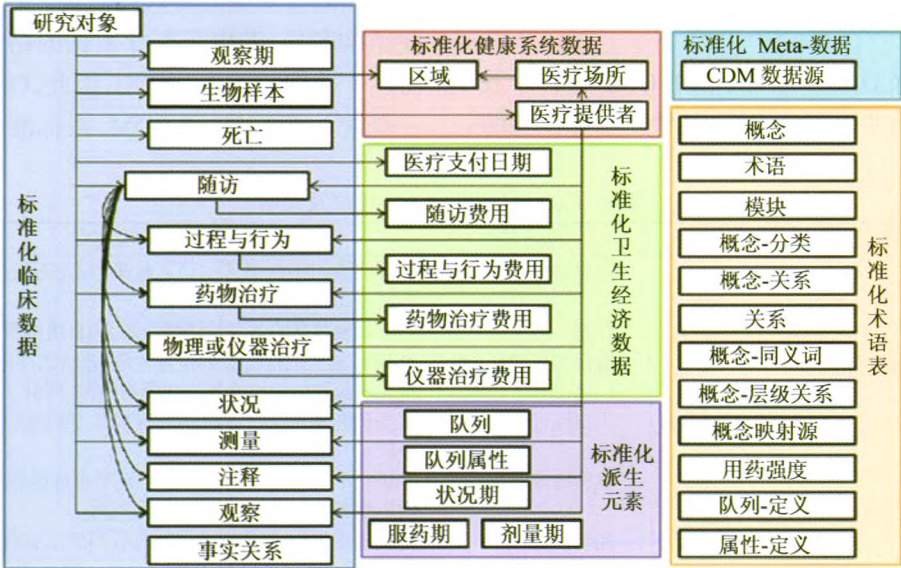 研究对象
观察期
生物样本
死亡
随访
过程与行为
药物治疗
物理或仪器治疗
状况
测量
注释
观察
事实关系
标准化临床数据
标准化健康系统数据
区域
医疗场所
医疗提供者
医疗支付日期
随访费用
过程与行为费用
药物治疗费用
仪器治疗费用
标准化卫生经济数据
队列
队列属性
状况期
服药期
剂量期
标准化
派生
元素
标准化 Meta-数据
CDM 数据源
概念
术语
模块
概念-分类
概念-关系
关系
概念-同义词
概念-层级关系
概念映射源
用药强度
队列-定义
属性-定义
标准化术语表